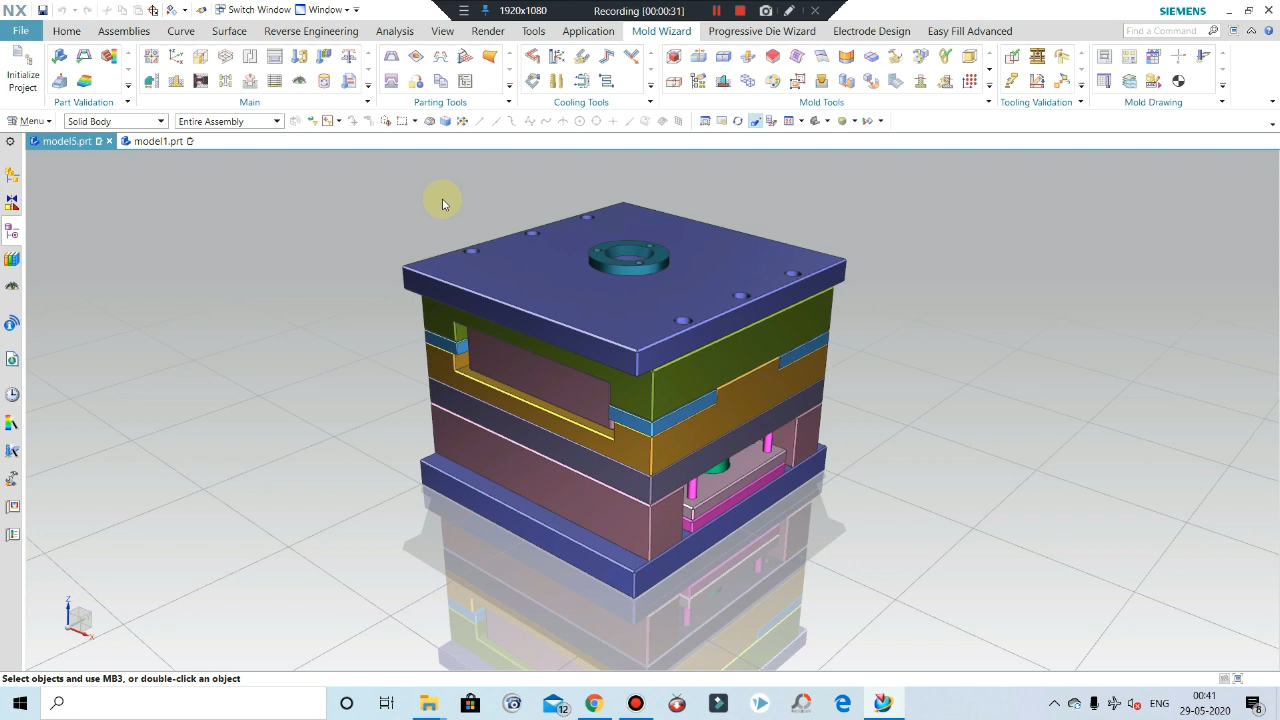 NX
Switch Window
Window
1920x1080
Recording [00:00:31]
SIEMENS
File
Assemblies
Curve
Surface
Reverse Engineering
Analysis
View
Tools
Application
Mold Wizard
Progressive Die Wizard
Electrode Design
Easy Fill Advanced
Find a Command
Initialize
Project
Part Validation
Main
Parting Tools
Cooling Tools
Mold Tools
Tooling Validation
Mold Drawing
Menu
Solid Body
Entire Assembly
model5.prt
model1.prt
Z
X
Select objects and use MB3, or double-click an object
12
ENG
00:41
29-05-2020